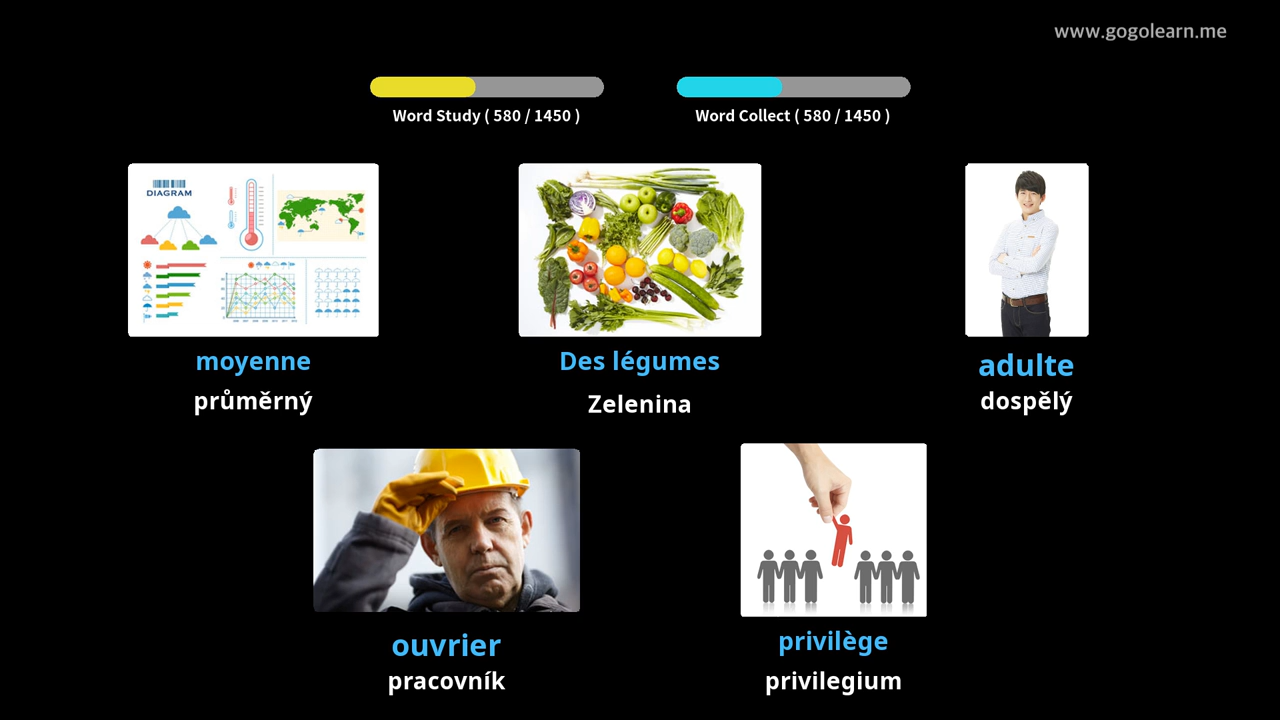 www.gogolearn.me
Word Study ( 580 / 1450 )
Word Collect ( 580 / 1450 )
DIAGRAM
moyenne
průměrný
Des légumes
Zelenina
adulte
dospělý
ouvrier
pracovník
privilège
privilegium